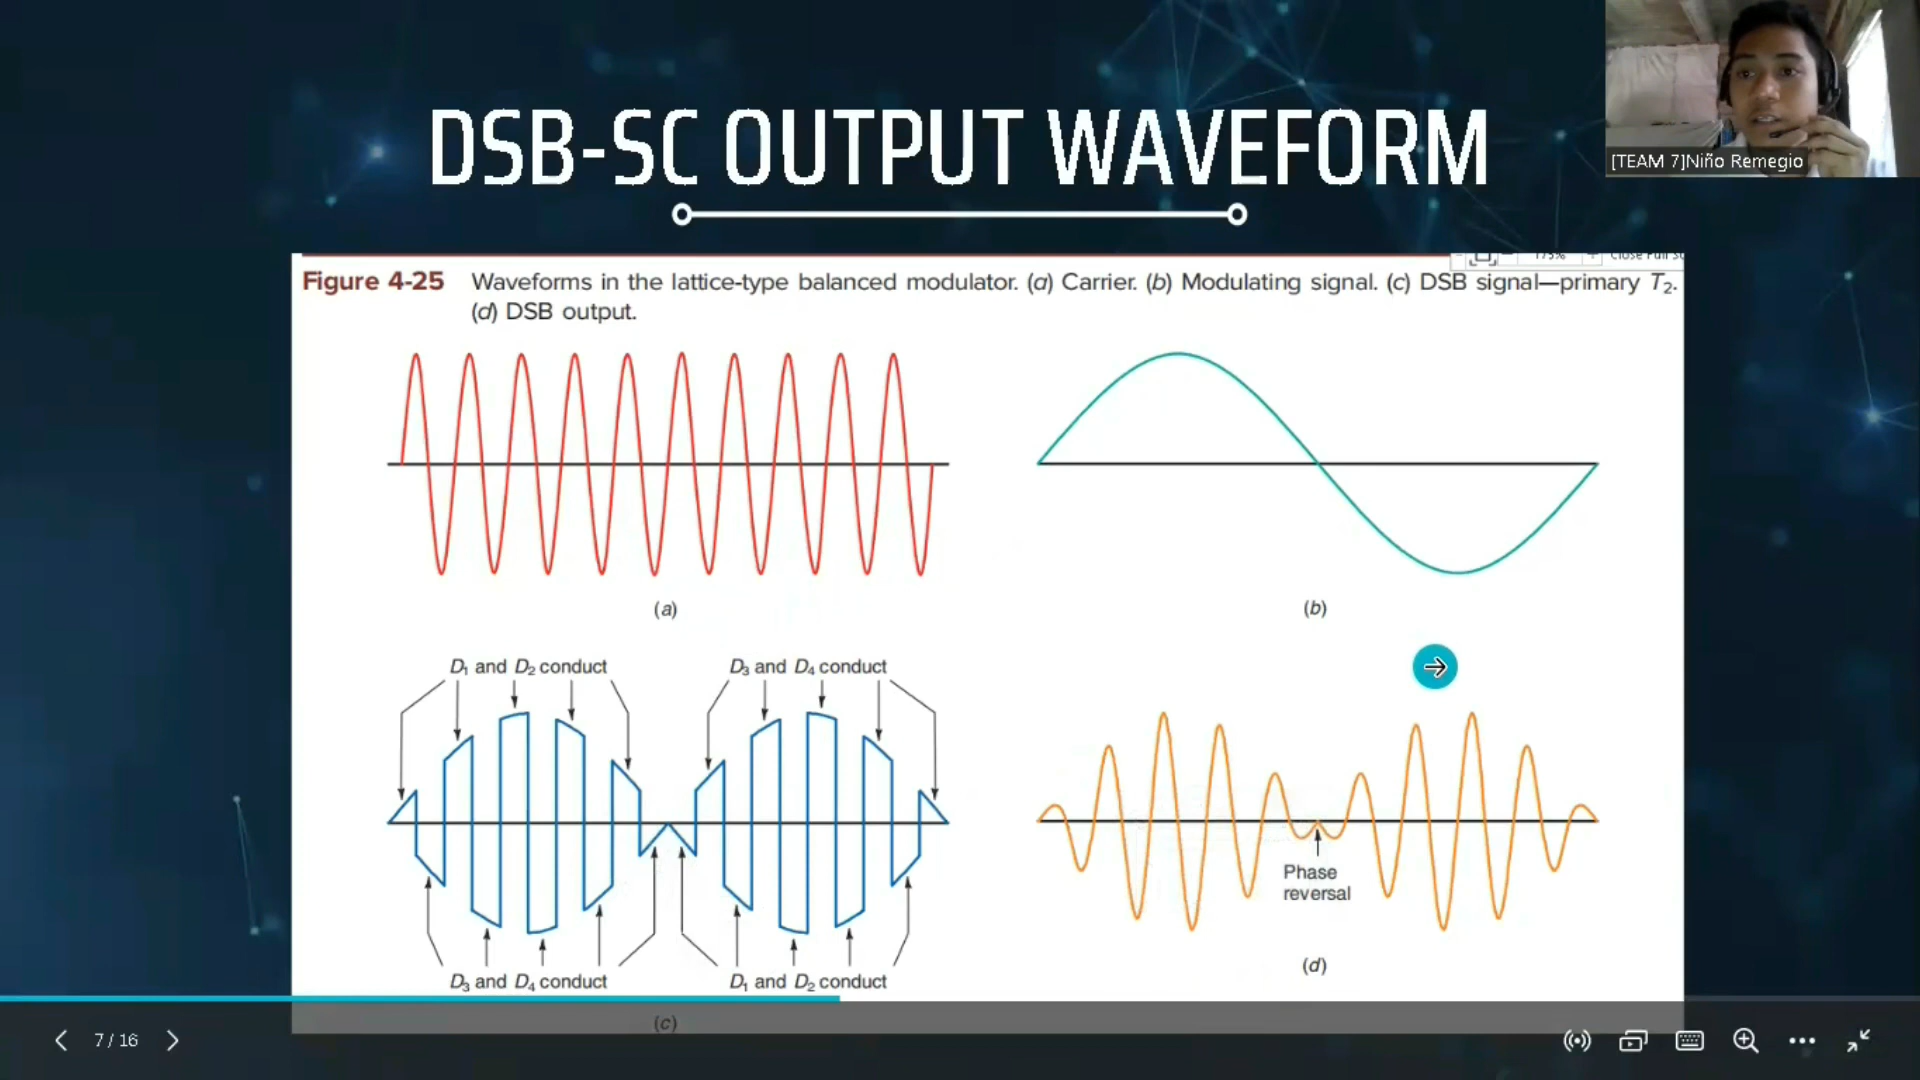 DSB-SC OUTPUT WAVEFORM
[TEAM 7]Niño Remegio
175%
Figure 4-25 Waveforms in the lattice-type balanced modulator. (a) Carrier. (b) Modulating signal. (c) DSB signal—primary T2.
(d) DSB output.
(a)
(b)
D1 and D2 conduct
D3 and D4 conduct
Phase
reversal
D3 and D4 conduct
D1 and D2 conduct
(d)
(c)
7 / 16